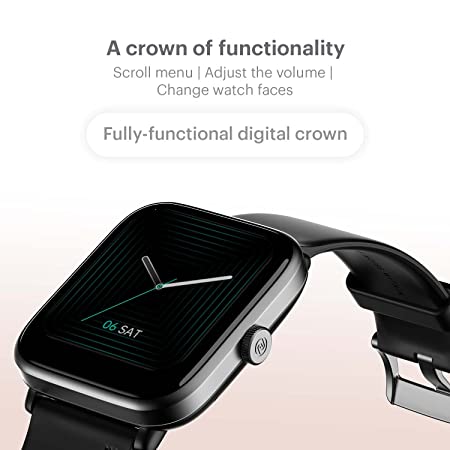 A crown of functionality
Scroll menu | Adjust the volume |
Change watch faces
Fully-functional digital crown
06 SAT